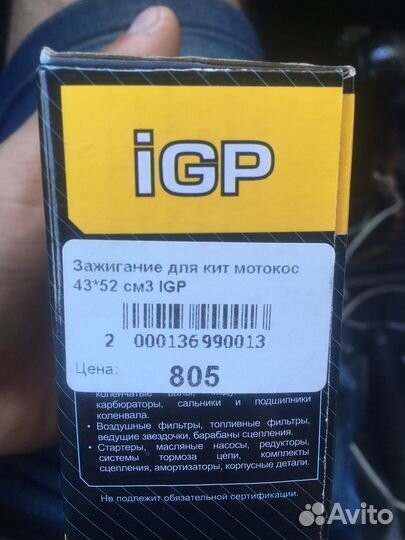 iGP
Зажигание для кит мотокос
43*52 см3 IGP
2 000136990013
Цена: 805
карбюраторы, сальники и подшипники
коленвала.
• Воздушные фильтры, топливные фильтры,
ведущие звездочки, барабаны сцепления.
• Стартеры, масляные насосы, редукторы,
системы тормоза цепи, комплекты
сцепления, амортизаторы, корпусные детали.
Не подлежит обязательной сертификации.
Avito